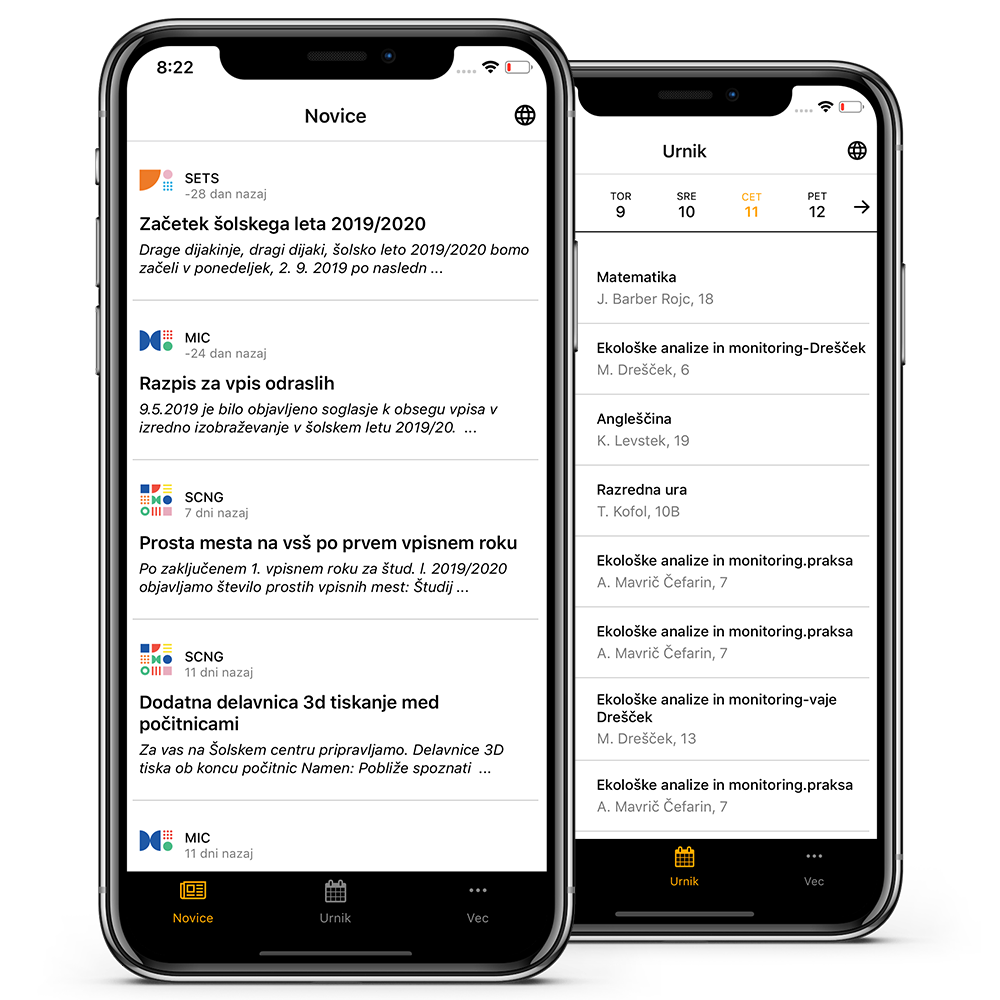 8:22
Novice
SETS
-28 dan nazaj
Začetek šolskega leta 2019/2020
Drage dijakinje, dragi dijaki, šolsko leto 2019/2020 bomo
začeli v ponedeljek, 2. 9. 2019 po nasledn ...
MIC
-24 dan nazaj
Razpis za vpis odraslih
9.5.2019 je bilo objavljeno soglasje k obsegu vpisa v
izredno izobraževanje v šolskem letu 2019/20. ...
SCNG
7 dni nazaj
Prosta mesta na vsš po prvem vpisnem roku
Po zaključenem 1. vpisnem roku za štud. l. 2019/2020
objavljamo število prostih vpisnih mest: Študij ...
SCNG
11 dni nazaj
Dodatna delavnica 3d tiskanje med
počitnicami
Za vas na Šolskem centru pripravljamo. Delavnice 3D
tiska ob koncu počitnic Namen: Pobliže spoznati ...
MIC
11 dni nazaj
Novice
Urnik
Vec
Urnik
TOR SRE CET PET
9 10 11 12
Matematika
J. Barber Rojc, 18
Ekološke analize in monitoring-Drešček
M. Drešček, 6
Angleščina
K. Levstek, 19
Razredna ura
T. Kofol, 10B
Ekološke analize in monitoring.praksa
A. Mavrič Čefarin, 7
Ekološke analize in monitoring.praksa
A. Mavrič Čefarin, 7
Ekološke analize in monitoring-vaje
Drešček
M. Drešček, 13
Ekološke analize in monitoring.praksa
A. Mavrič Čefarin, 7
Urnik
Vec